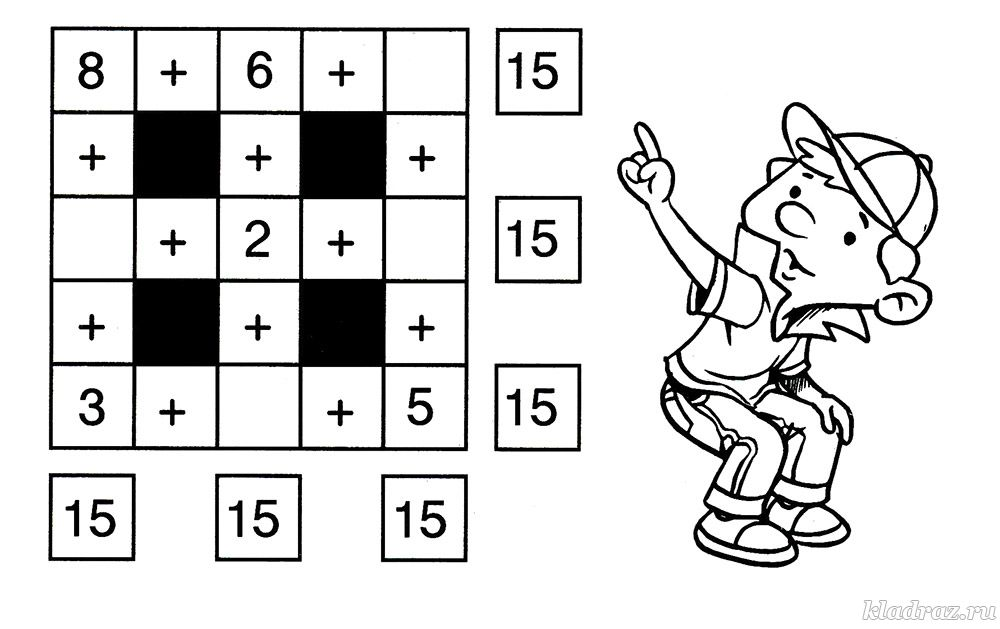 8 + 6 + 15
+ + +
+ 2 + 15
+ + +
3 + + 5 15
15 15 15
kladraz.ru